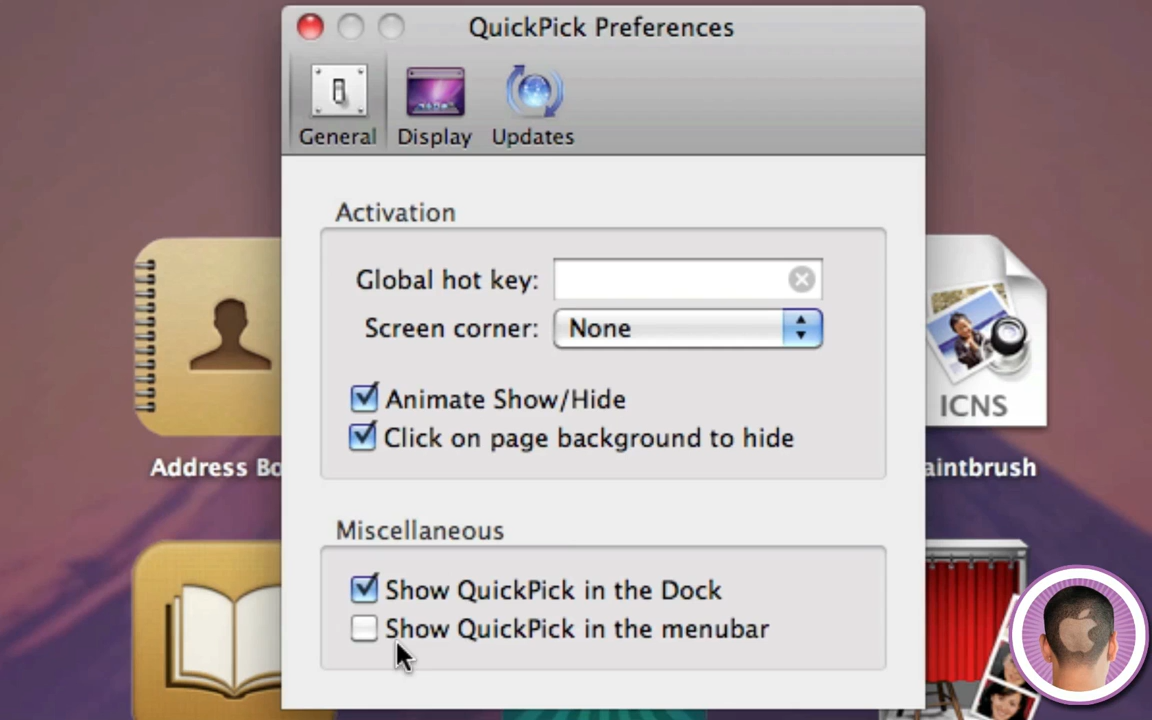 QuickPick Preferences
General
Display
Updates
Activation
Global hot key:
Screen corner:
None
Animate Show/Hide
Click on page background to hide
Miscellaneous
Show QuickPick in the Dock
Show QuickPick in the menubar
Address Bo
ICNS
aintbrush